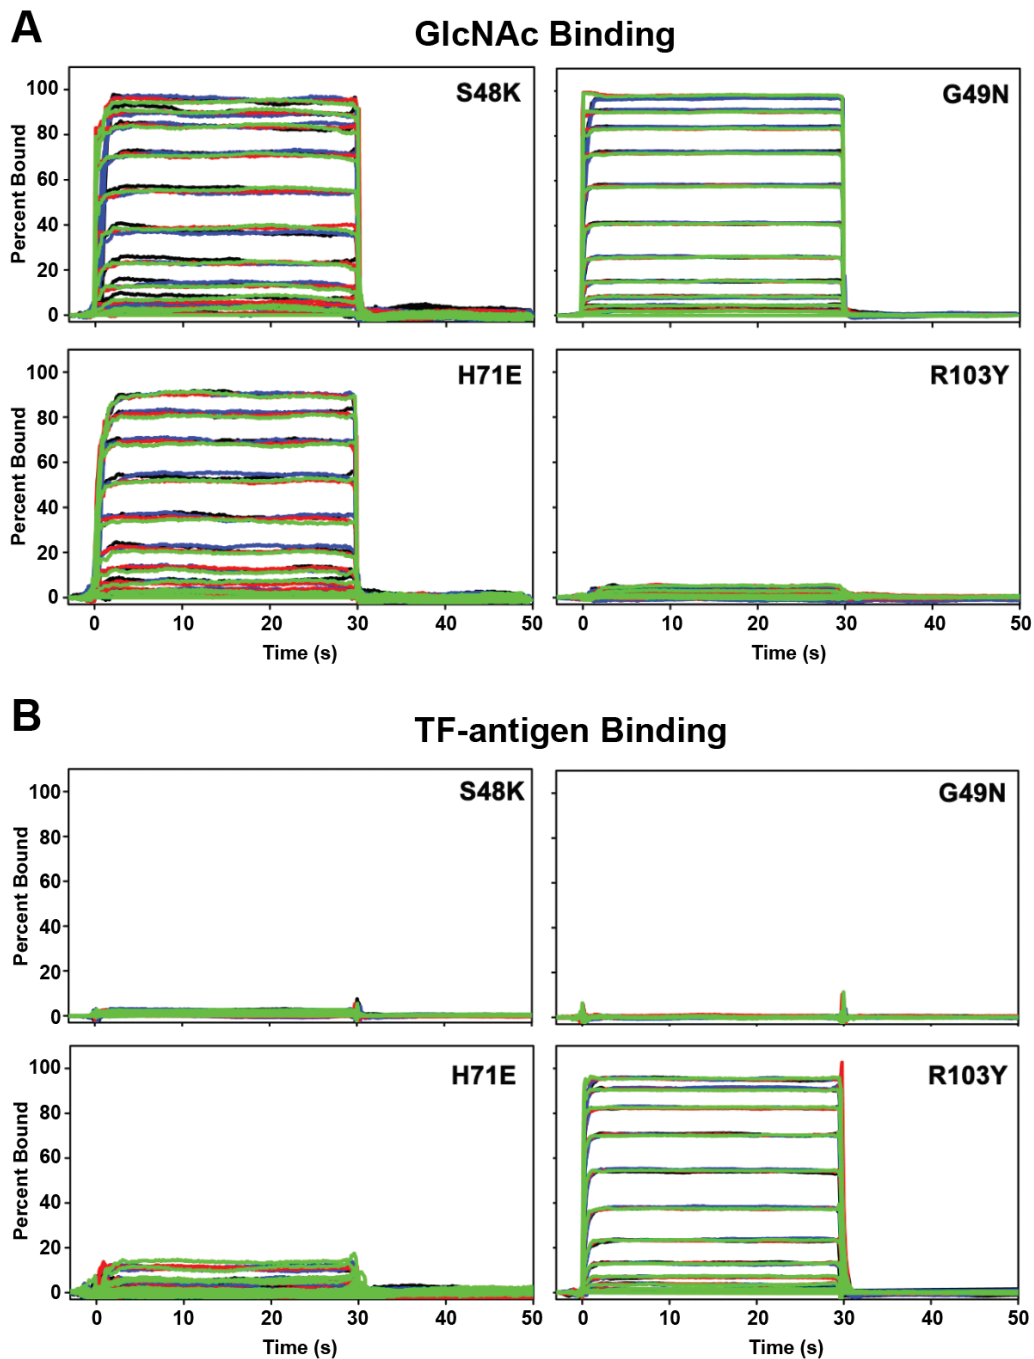 A
GlcNAc Binding
Percent Bound
100
80
60
40
20
0
S48K
G49N
Percent Bound
100
80
60
40
20
0
H71E
R103Y
0 10 20 30 40 50
0 10 20 30 40 50
Time (s)
Time (s)
B
TF-antigen Binding
Percent Bound
100
80
60
40
20
0
S48K
G49N
Percent Bound
100
80
60
40
20
0
H71E
R103Y
0 10 20 30 40 50
0 10 20 30 40 50
Time (s)
Time (s)